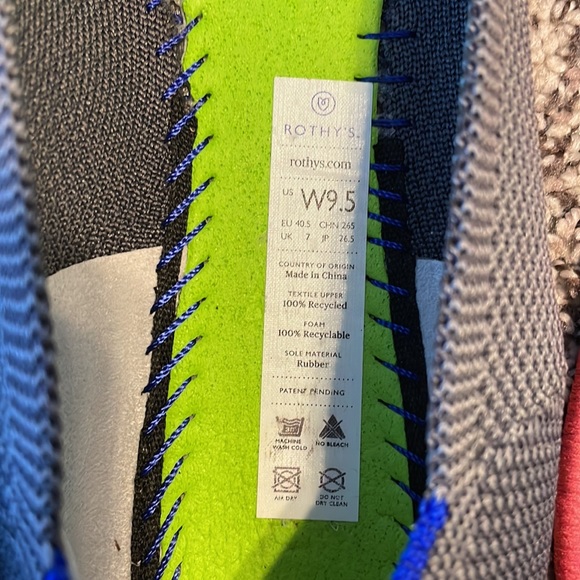 ROTHY'S
rothys.com
US W9.5
EU 40.5 CHN 265
UK 7 JP 26.5
COUNTRY OF ORIGIN
Made in China
TEXTILE UPPER
100% Recycled
FOAM
100% Recyclable
SOLE MATERIAL
Rubber
PATENT PENDING
MACHINE WASH COLD
NO BLEACH
AIR DRY
DO NOT DRY CLEAN